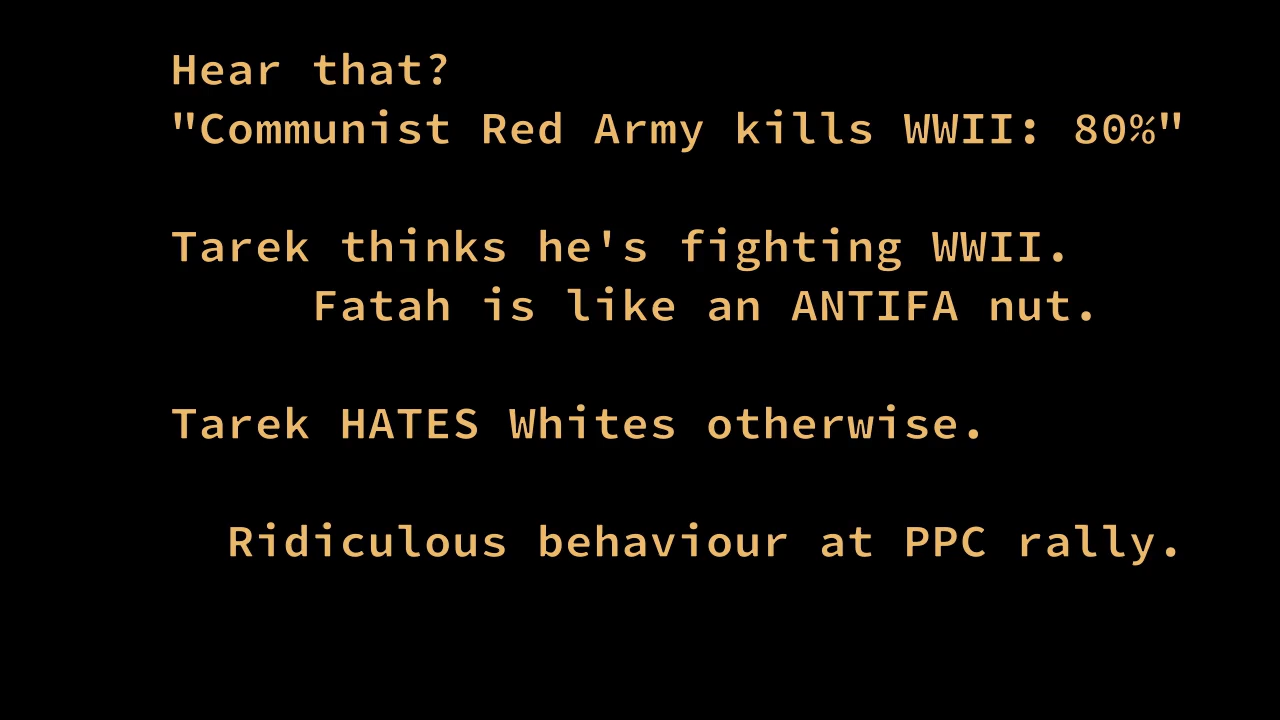 Hear that?
"Communist Red Army kills WWII: 80%"
Tarek thinks he's fighting WWII.
Fatah is like an ANTIFA nut.
Tarek HATES Whites otherwise.
Ridiculous behaviour at PPC rally.